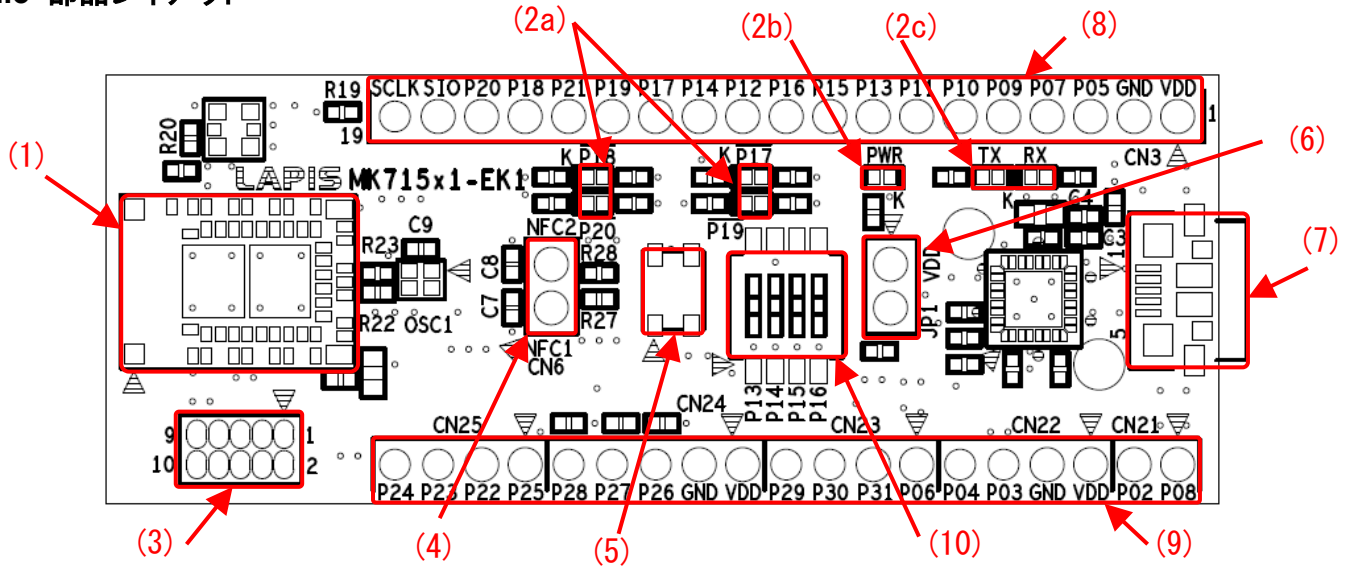 部品レイアウト
(2a) (2b) (2c) (8)
R19 SCLK SIO P20 P18 P21 P19 P17 P14 P12 P16 P15 P13 P11 P10 P09 P07 P05 GND VDD
19 1
R20
(1) (6)
K P18 K P17 PWR TX RX CN3
LAPIS MK715x1-EK1 K K C4
P20 P19
NFC2
R23 C9 C8 R28 VDD C3 1 (7)
R22 OSC1 C7 R27 JP1 5
NFC1
CN6
P13 P14 P15 P16
CN25 CN24 CN23 CN22 CN21
9 1
10 2
P24 P23 P22 P25 P28 P27 P26 GND VDD P29 P30 P31 P06 P04 P03 GND VDD P02 P08
(3) (4) (5) (10) (9)